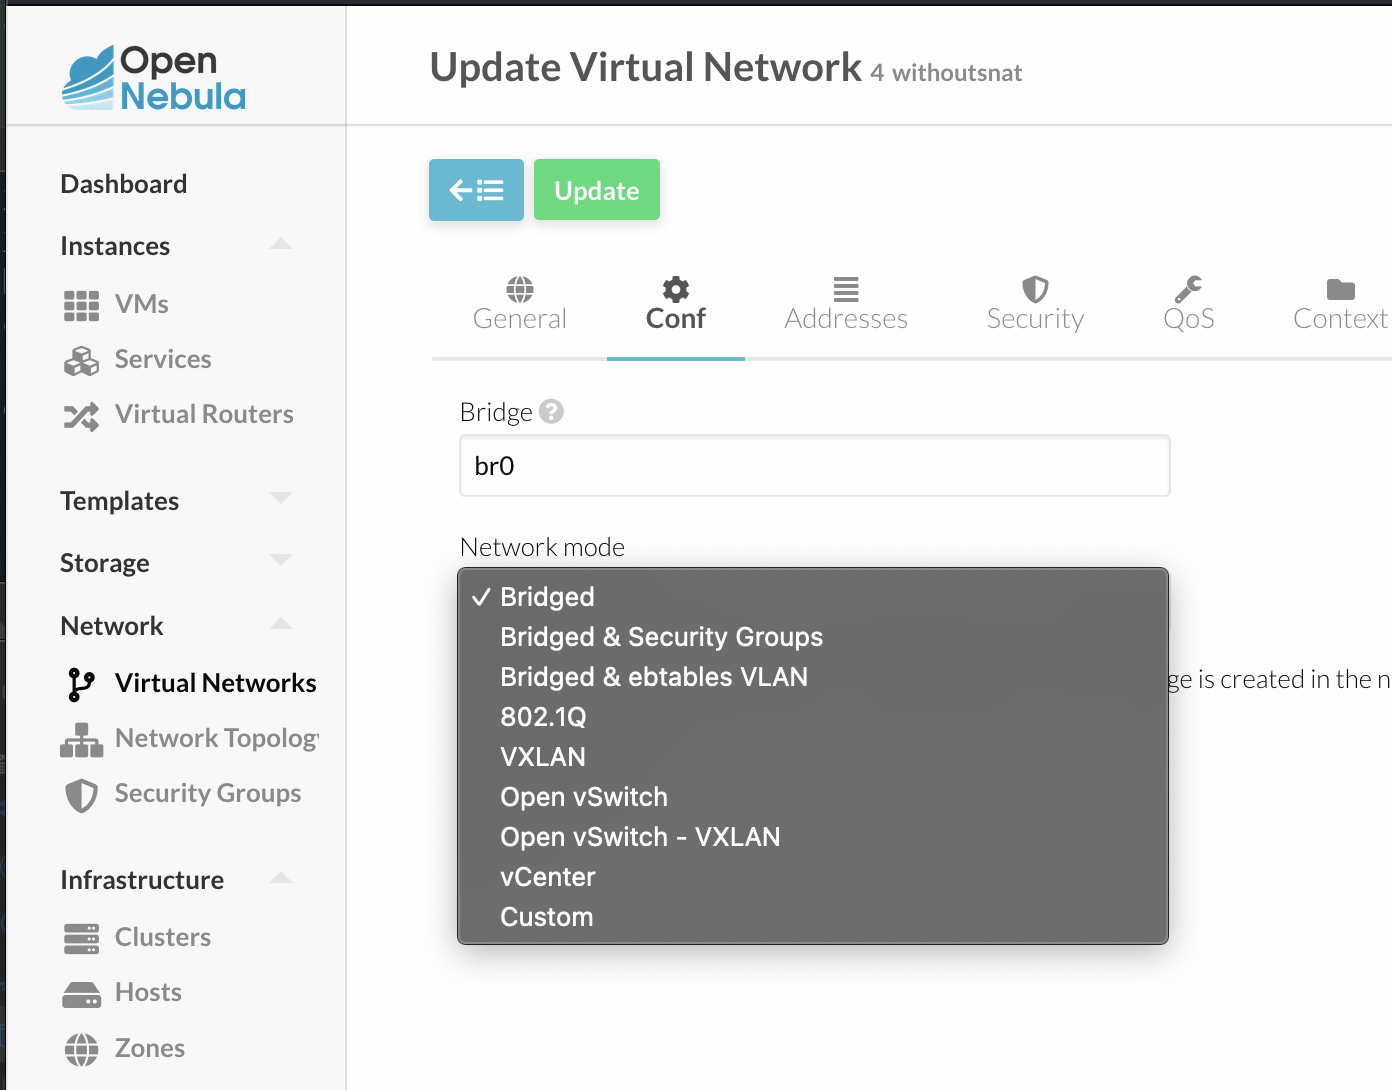 Open
Nebula
Update Virtual Network 4 withoutsnat
Dashboard
Instances
VMs
Services
Virtual Routers
Templates
Storage
Network
Virtual Networks
Network Topology
Security Groups
Infrastructure
Clusters
Hosts
Zones
Update
General
Conf
Addresses
Security
QoS
Context
Bridge ?
br0
Network mode
✓ Bridged
Bridged & Security Groups
Bridged & ebtables VLAN
802.1Q
VXLAN
Open vSwitch
Open vSwitch - VXLAN
vCenter
Custom
ge is created in the n